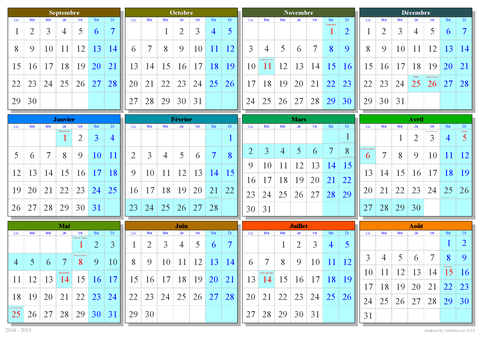 Septembre
Lu Ma Me Je Ve Sa Di
1 2 3 4 5 6 7
8 9 10 11 12 13 14
15 16 17 18 19 20 21
22 23 24 25 26 27 28
29 30
Octobre
Lu Ma Me Je Ve Sa Di
1 2 3 4 5
6 7 8 9 10 11 12
13 14 15 16 17 18 19
20 21 22 23 24 25 26
27 28 29 30 31
Novembre
Lu Ma Me Je Ve Sa Di
1 2
3 4 5 6 7 8 9
10 11 12 13 14 15 16
17 18 19 20 21 22 23
24 25 26 27 28 29 30
Décembre
Lu Ma Me Je Ve Sa Di
1 2 3 4 5 6 7
8 9 10 11 12 13 14
15 16 17 18 19 20 21
22 23 24 25 26 27 28
29 30 31
Janvier
Lu Ma Me Je Ve Sa Di
1 2 3 4
5 6 7 8 9 10 11
12 13 14 15 16 17 18
19 20 21 22 23 24 25
26 27 28 29 30 31
Février
Lu Ma Me Je Ve Sa Di
1
2 3 4 5 6 7 8
9 10 11 12 13 14 15
16 17 18 19 20 21 22
23 24 25 26 27 28
Mars
Lu Ma Me Je Ve Sa Di
1
2 3 4 5 6 7 8
9 10 11 12 13 14 15
16 17 18 19 20 21 22
23 24 25 26 27 28 29
30 31
Avril
Lu Ma Me Je Ve Sa Di
1 2 3 4 5
6 7 8 9 10 11 12
13 14 15 16 17 18 19
20 21 22 23 24 25 26
27 28 29 30
Mai
Lu Ma Me Je Ve Sa Di
1 2 3
4 5 6 7 8 9 10
11 12 13 14 15 16 17
18 19 20 21 22 23 24
25 26 27 28 29 30 31
Juin
Lu Ma Me Je Ve Sa Di
1 2 3 4 5 6 7
8 9 10 11 12 13 14
15 16 17 18 19 20 21
22 23 24 25 26 27 28
29 30
Juillet
Lu Ma Me Je Ve Sa Di
1 2 3 4 5
6 7 8 9 10 11 12
13 14 15 16 17 18 19
20 21 22 23 24 25 26
27 28 29 30 31
Août
Lu Ma Me Je Ve Sa Di
1 2
3 4 5 6 7 8 9
10 11 12 13 14 15 16
17 18 19 20 21 22 23
24 25 26 27 28 29 30
31
2014 - 2015